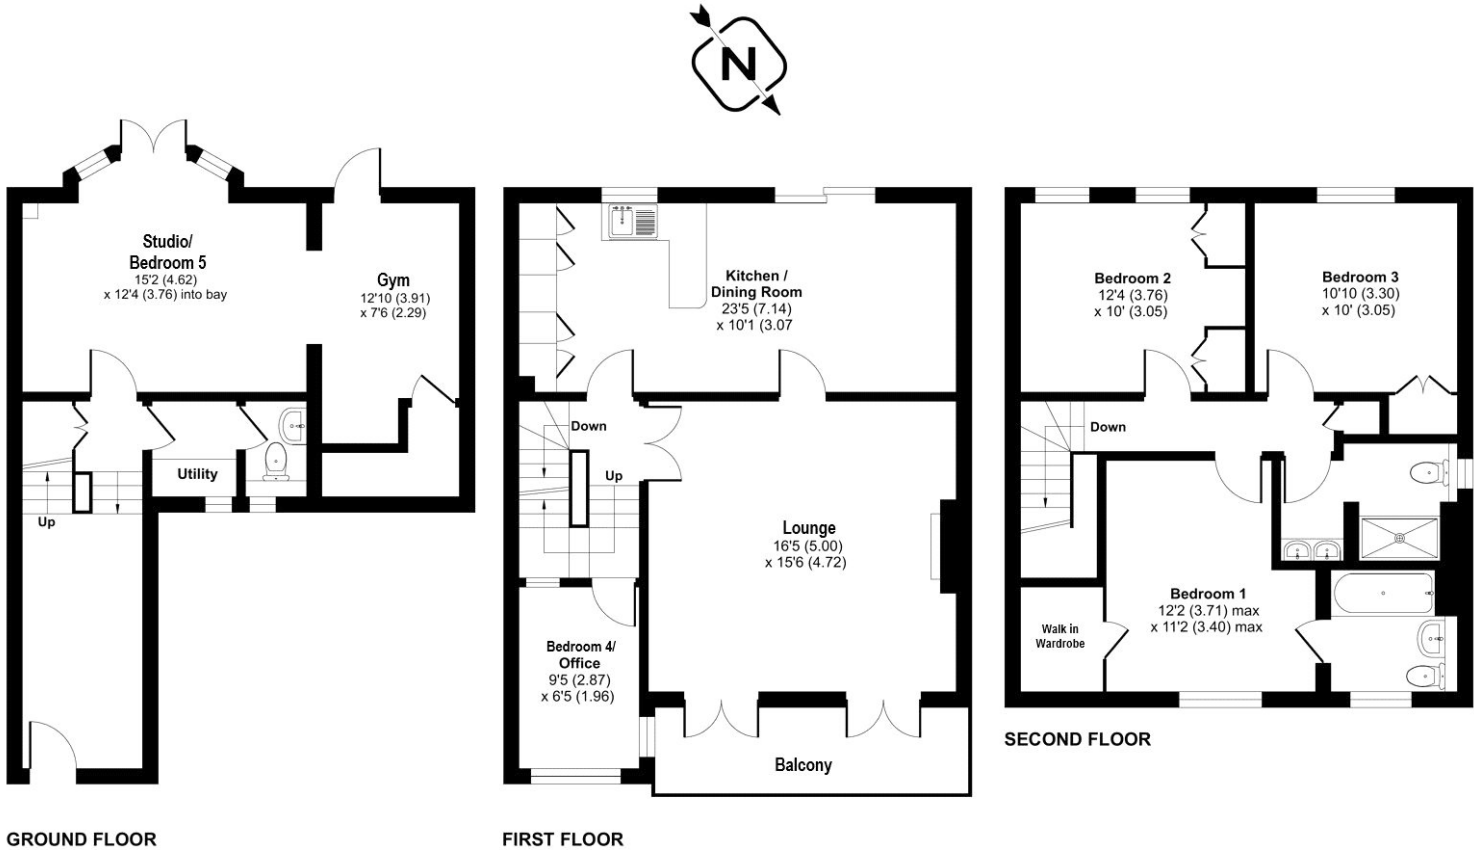 N
Studio/
Bedroom 5
15'2 (4.62)
x 12'4 (3.76) into bay
Gym
12'10 (3.91)
x 7'6 (2.29)
Utility
Up
GROUND FLOOR
Kitchen /
Dining Room
23'5 (7.14)
x 10'1 (3.07
Down
Up
Lounge
16'5 (5.00)
x 15'6 (4.72)
Bedroom 4/
Office
9'5 (2.87)
x 6'5 (1.96)
Balcony
FIRST FLOOR
Bedroom 2
12'4 (3.76)
x 10' (3.05)
Bedroom 3
10'10 (3.30)
x 10' (3.05)
Down
Bedroom 1
12'2 (3.71) max
x 11'2 (3.40) max
Walk in
Wardrobe
SECOND FLOOR